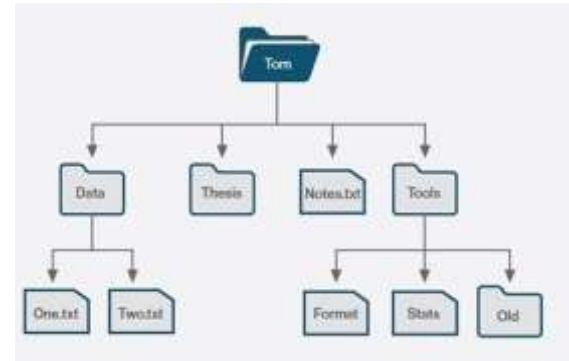 Tom
Data
Thesis
Notes.txt
Tools
One.txt
Two.txt
Format
Stats
Old